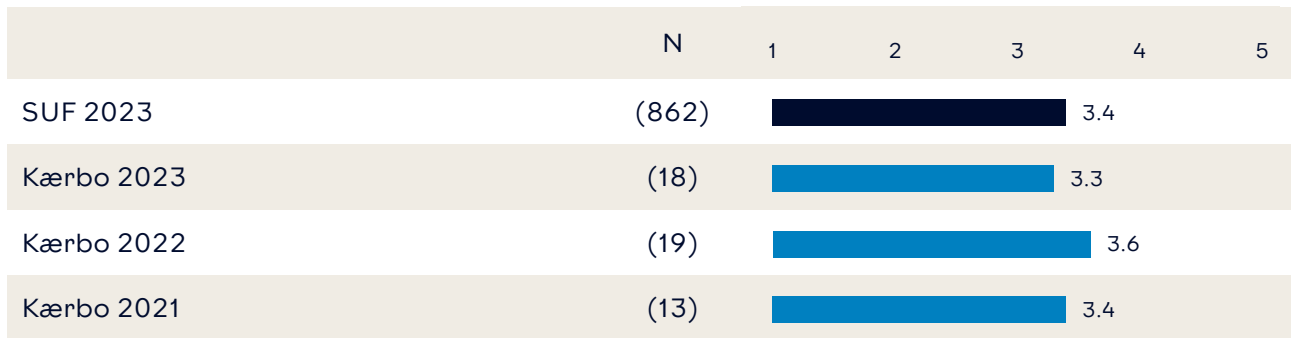 N 1 2 3 4 5
SUF 2023 (862) 3.4
Kærbo 2023 (18) 3.3
Kærbo 2022 (19) 3.6
Kærbo 2021 (13) 3.4